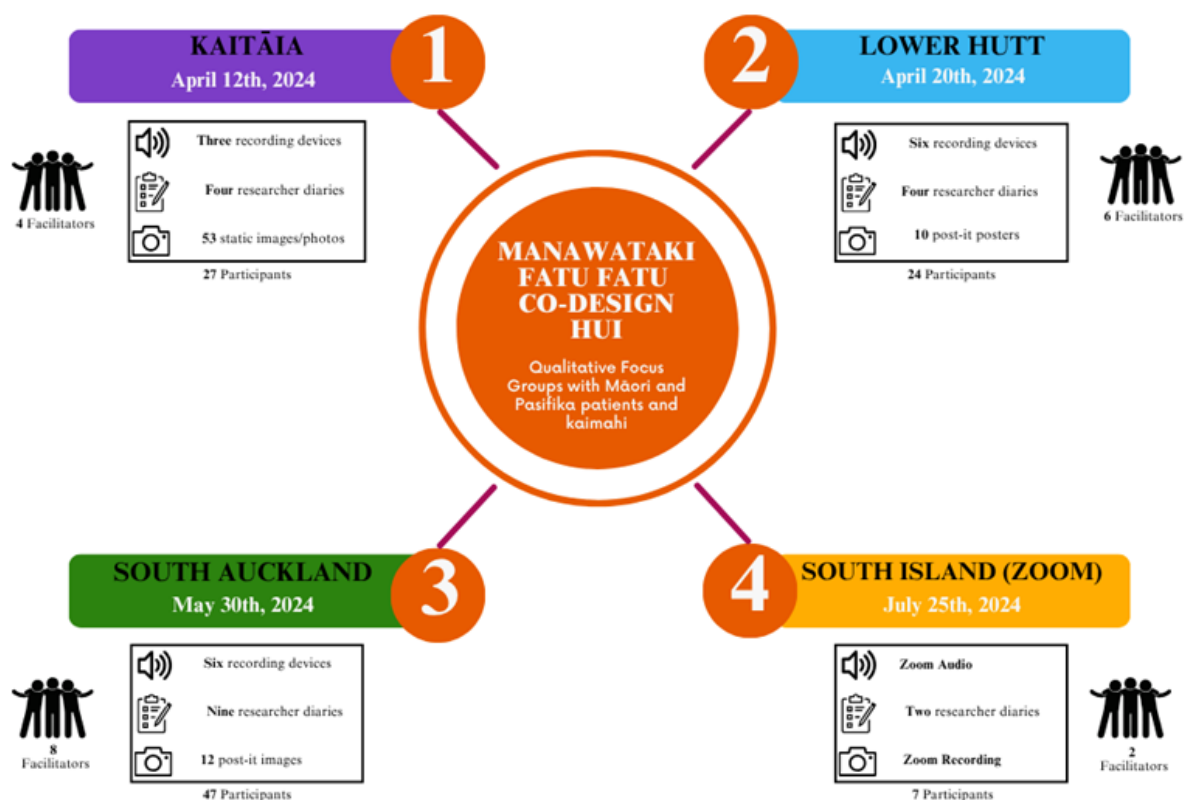 KAITĀIA
April 12th, 2024
1
Three recording devices
Four researcher diaries
53 static images/photos
4 Facilitators
27 Participants
2
LOWER HUTT
April 20th, 2024
Six recording devices
Four researcher diaries
10 post-it posters
6 Facilitators
24 Participants
MANAWATAKI
FATU FATU
CO-DESIGN
HUI
Qualitative Focus
Groups with Māori and
Pasifika patients and
kaimahi
SOUTH AUCKLAND
May 30th, 2024
3
Six recording devices
Nine researcher diaries
12 post-it images
8
Facilitators
47 Participants
4
SOUTH ISLAND (ZOOM)
July 25th, 2024
Zoom Audio
Two researcher diaries
Zoom Recording
2
Facilitators
7 Participants